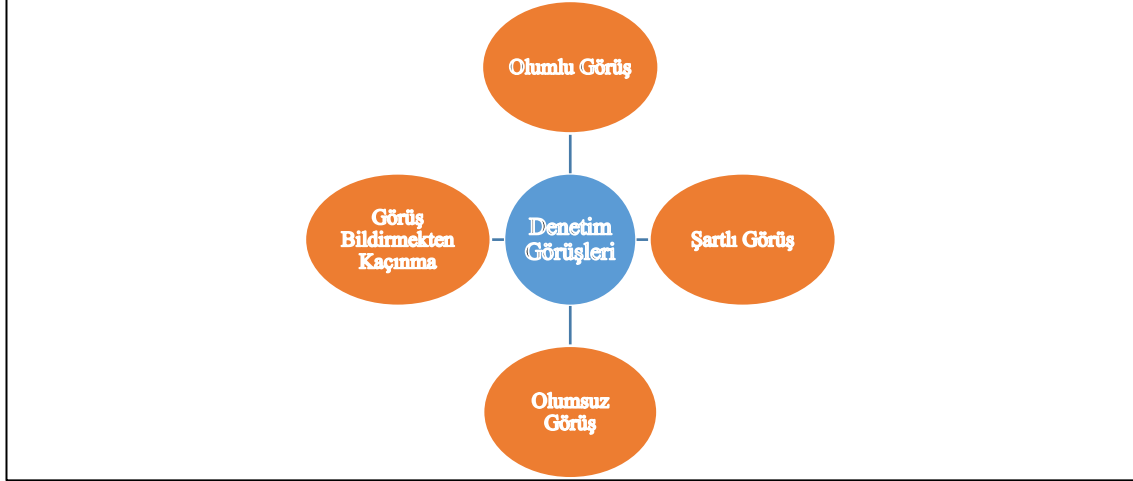 Olumlu Görüş
Görüş
Bildirmekten
Kaçınma
Denetim
Görüşleri
Şartlı Görüş
Olumsuz
Görüş